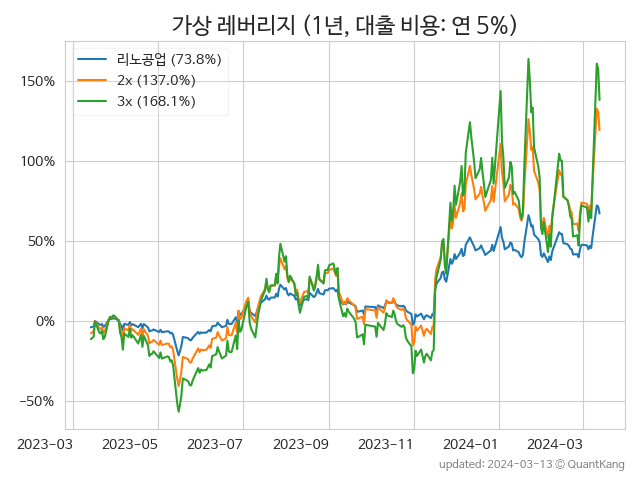 가상 레버리지 (1년, 대출 비용: 연 5%)
리노공업 (73.8%)
2x (137.0%)
3x (168.1%)
150%
100%
50%
0%
−50%
2023-03 2023-05 2023-07 2023-09 2023-11 2024-01 2024-03
updated: 2024-03-13 © QuantKang